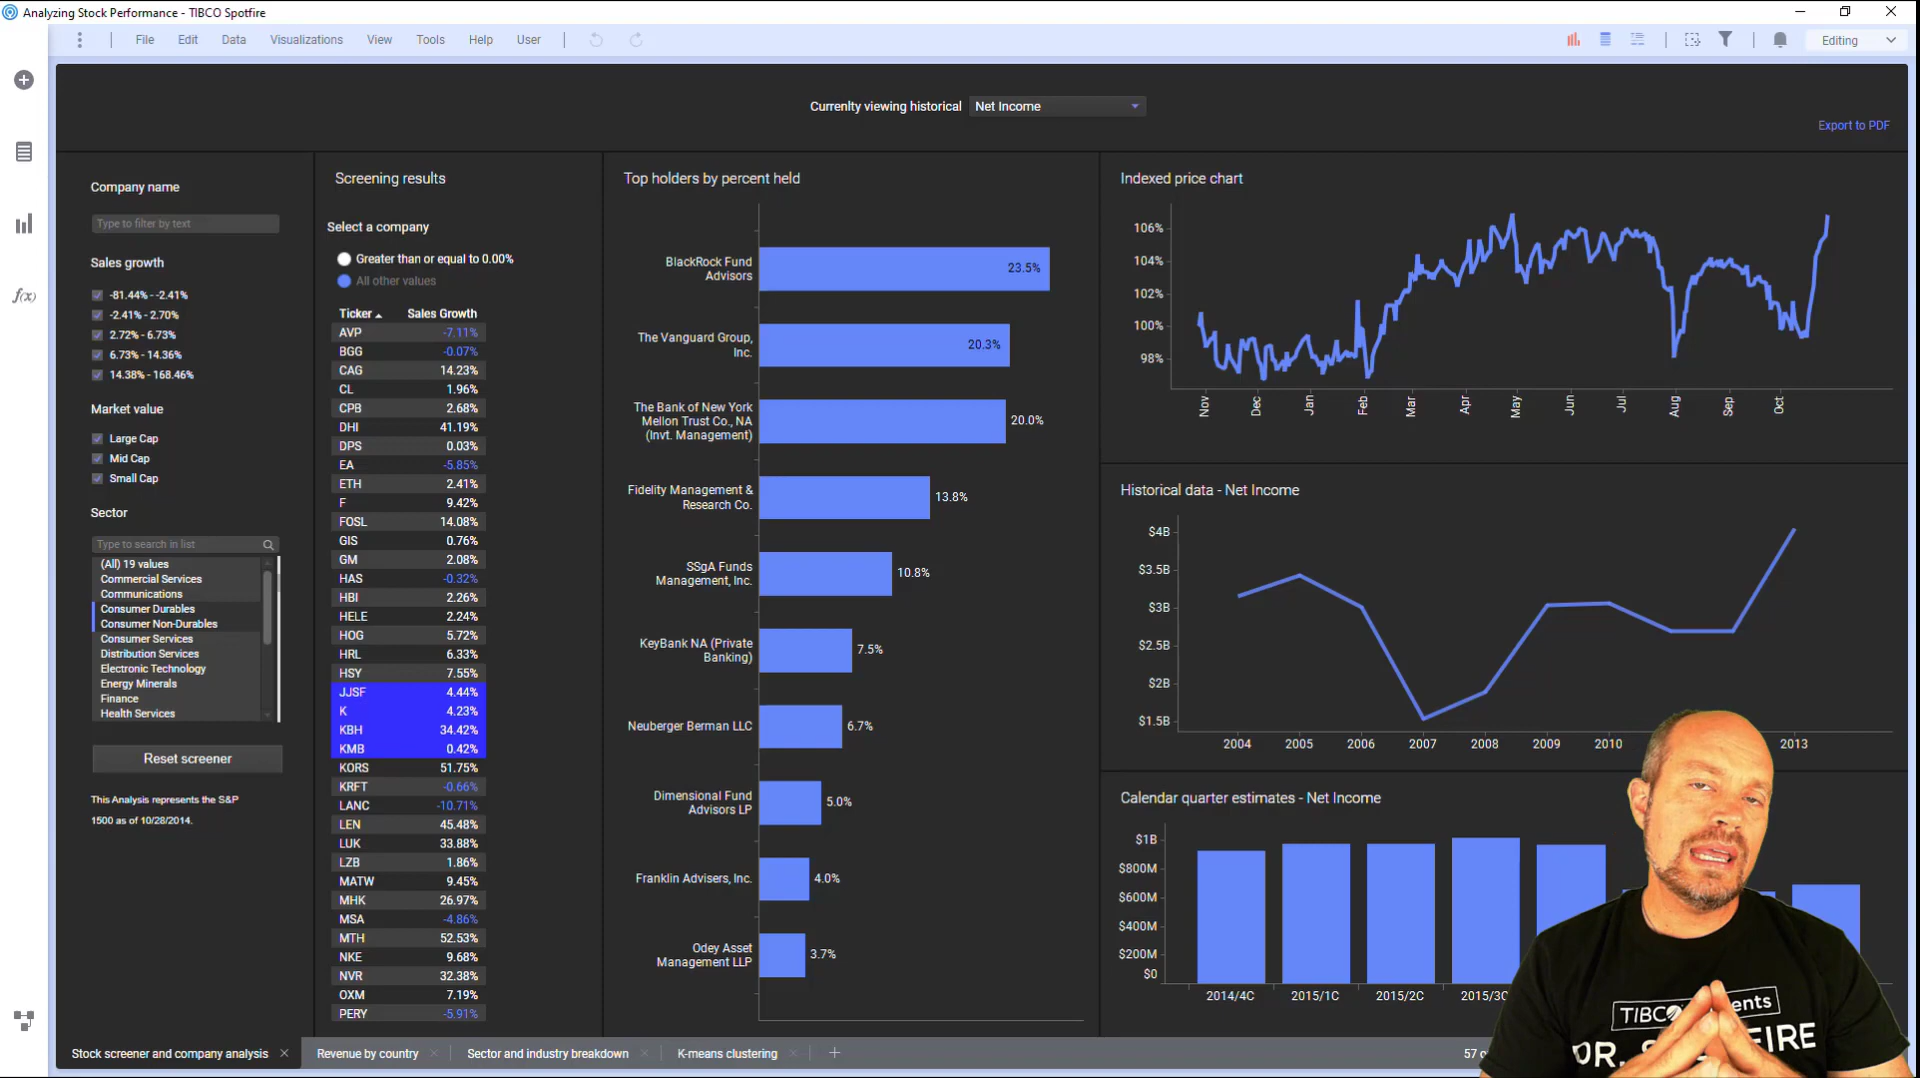 Analyzing Stock Performance - TIBCO Spotfire
File Edit Data Visualizations View Tools Help User
Editing
Currenlty viewing historical Net Income
Export to PDF
Company name
Type to filter by text
Sales growth
-81.44% - -2.41%
-2.41% - 2.70%
2.72% - 6.73%
6.73% - 14.36%
14.38% - 168.46%
Market value
Large Cap
Mid Cap
Small Cap
Sector
Type to search in list
(All) 19 values
Commercial Services
Communications
Consumer Durables
Consumer Non-Durables
Consumer Services
Distribution Services
Electronic Technology
Energy Minerals
Finance
Health Services
Reset screener
This Analysis represents the S&P
1500 as of 10/28/2014.
Screening results
Select a company
Greater than or equal to 0.00%
All other values
Ticker Sales Growth
AVP -7.11%
BGG -0.07%
CAG 14.23%
CL 1.96%
CPB 2.68%
DHI 41.19%
DPS 0.03%
EA -5.85%
ETH 2.41%
F 9.42%
FOSL 14.08%
GIS 0.76%
GM 2.08%
HAS -0.32%
HBI 2.26%
HELE 2.24%
HOG 5.72%
HRL 6.33%
HSY 7.55%
JJSF 4.44%
K 4.23%
KBH 34.42%
KMB 0.42%
KORS 51.75%
KRFT -0.66%
LANC -10.71%
LEN 45.48%
LUK 33.88%
LZB 1.86%
MATW 9.45%
MHK 26.97%
MSA -4.86%
MTH 52.53%
NKE 9.68%
NVR 32.38%
OXM 7.19%
PERY -5.91%
Top holders by percent held
BlackRock Fund
Advisors
23.5%
The Vanguard Group,
Inc.
20.3%
The Bank of New York
Mellon Trust Co., NA
(Invt. Management)
20.0%
Fidelity Management &
Research Co.
13.8%
SSgA Funds
Management, Inc.
10.8%
KeyBank NA (Private
Banking)
7.5%
Neuberger Berman LLC
6.7%
Dimensional Fund
Advisors LP
5.0%
Franklin Advisers, Inc.
4.0%
Odey Asset
Management LLP
3.7%
Indexed price chart
106%
104%
102%
100%
98%
Nov Dec Jan Feb Mar Apr May Jun Jul Aug Sep Oct
Historical data - Net Income
$4B
$3.5B
$3B
$2.5B
$2B
$1.5B
2004 2005 2006 2007 2008 2009 2010 2013
Calendar quarter estimates - Net Income
$1B
$800M
$600M
$400M
$200M
$0
2014/4C 2015/1C 2015/2C 2015/3C
TIBCO
Stock screener and company analysis
Revenue by country
Sector and industry breakdown
K-means clustering
57